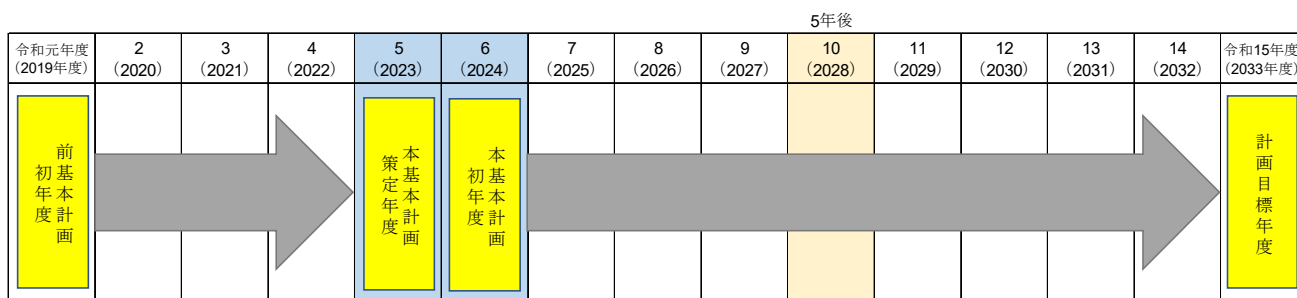 5年後
令和元年度
(2019年度)
2
(2020)
3
(2021)
4
(2022)
5
(2023)
6
(2024)
7
(2025)
8
(2026)
9
(2027)
10
(2028)
11
(2029)
12
(2030)
13
(2031)
14
(2032)
令和15年度
(2033年度)
前基本計画
初年度
本基本計画
策定年度
本基本計画
初年度
計画目標年度